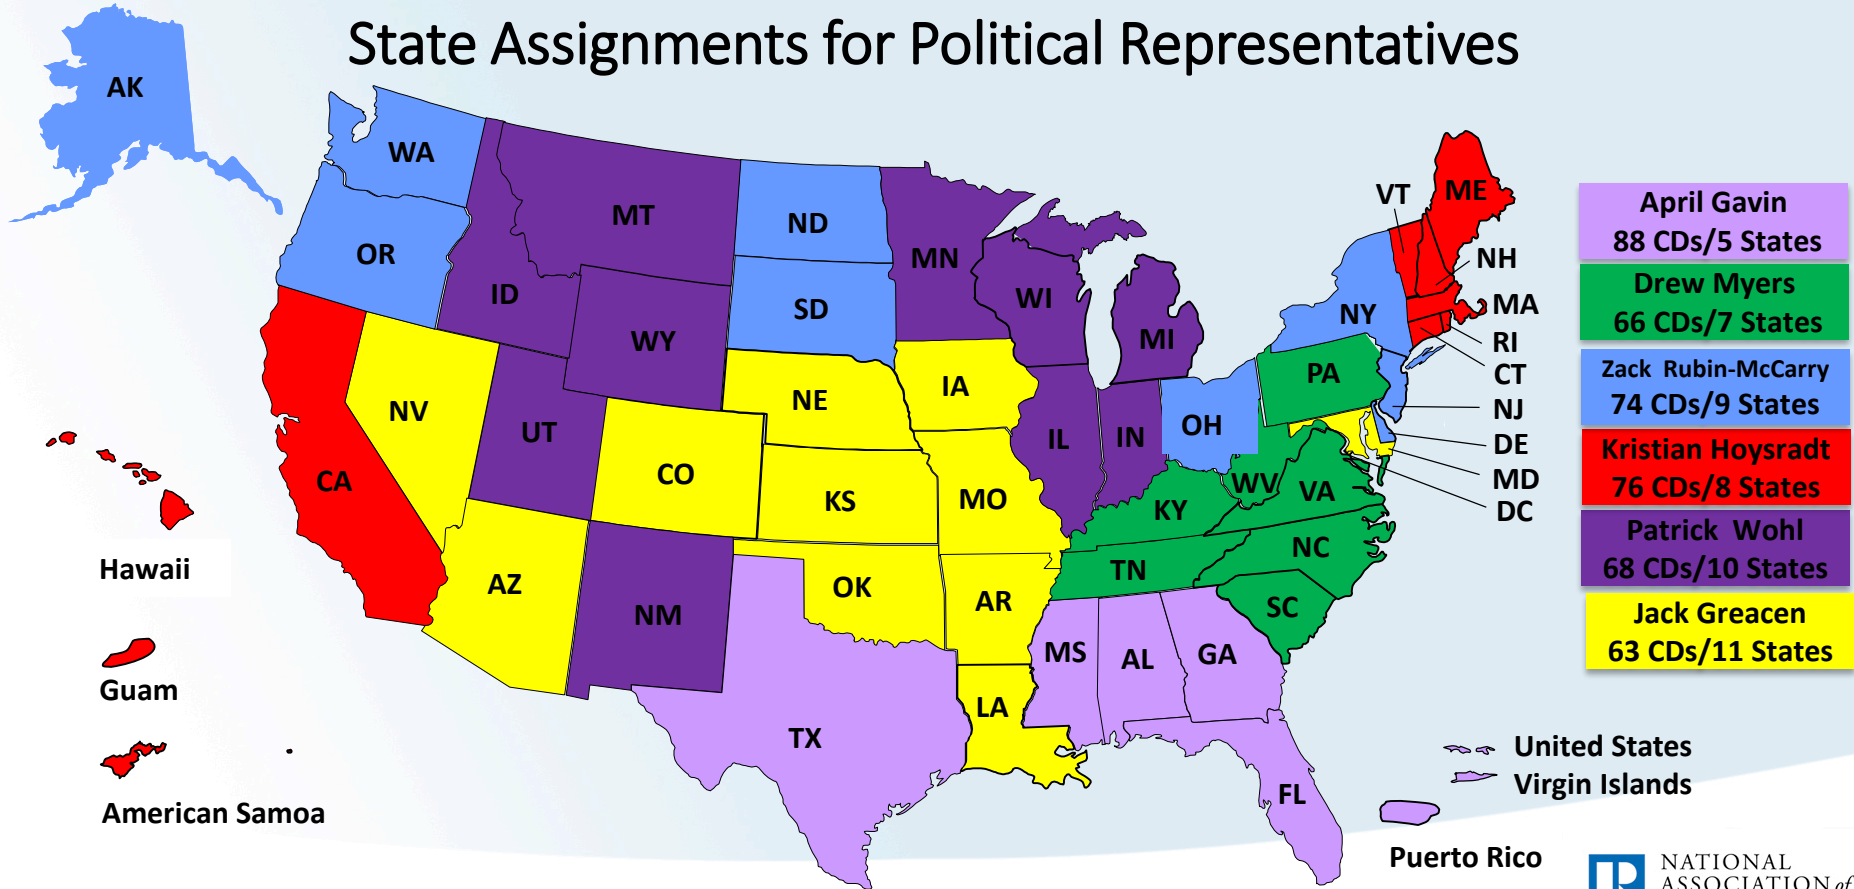 State Assignments for Political Representatives
AK
WA
OR
MT
ID
WY
ND
SD
MN
WI
MI
VT
ME
NH
MA
RI
CT
NJ
DE
MD
DC
NY
PA
OH
IN
IL
IA
NE
NV
UT
CO
KS
MO
CA
AZ
NM
OK
AR
KY
WV
VA
TN
NC
SC
MS
AL
GA
LA
TX
FL
Hawaii
Guam
American Samoa
April Gavin
88 CDs/5 States
Drew Myers
66 CDs/7 States
Zack Rubin-McCarry
74 CDs/9 States
Kristian Hoysradt
76 CDs/8 States
Patrick Wohl
68 CDs/10 States
Jack Greacen
63 CDs/11 States
United States
Virgin Islands
Puerto Rico
NATIONAL
ASSOCIATION of